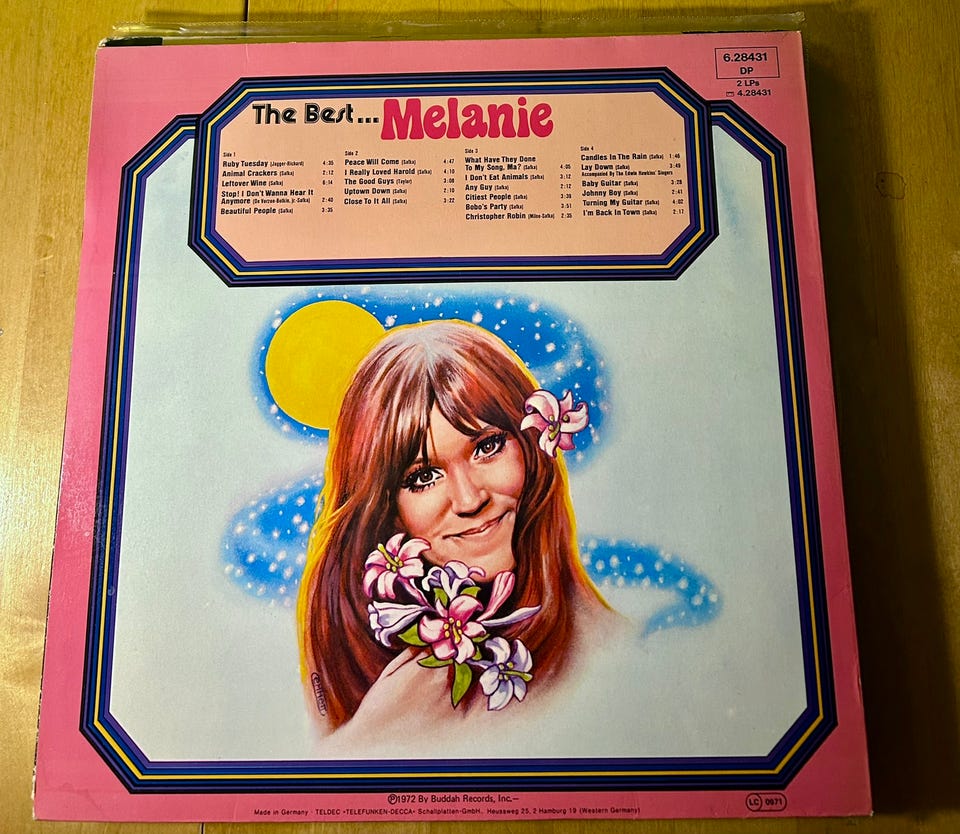 6.28431
DP
2 LPs
4.28431
The Best... Melanie
Side 1
Ruby Tuesday (Jagger-Richard) 4:35
Animal Crackers (Safka) 2:12
Leftover Wine (Safka) 6:14
Stop! I Don't Wanna Hear It
Anymore (De Verzon-Belkin, jr.-Safka) 2:40
Beautiful People (Safka) 3:35
Side 2
Peace Will Come (Safka) 4:47
I Really Loved Harold (Safka) 4:10
The Good Guys (Taylor) 3:08
Uptown Down (Safka) 2:10
Close To It All (Safka) 3:22
Side 3
What Have They Done
To My Song, Ma? (Safka) 4:05
I Don't Eat Animals (Safka) 3:12
Any Guy (Safka) 2:12
Citiest People (Safka) 3:39
Bobo's Party (Safka) 3:51
Christopher Robin (Milne-Safka) 2:35
Side 4
Candles In The Rain (Safka) 1:46
Lay Down (Safka) 3:49
Accompanied By The Edwin Hawkins' Singers
Baby Guitar (Safka) 3:28
Johnny Boy (Safka) 2:41
Turning My Guitar (Safka) 4:02
I'm Back In Town (Safka) 2:17
℗1972 By Buddah Records, Inc.—
Made in Germany · TELDEC »TELEFUNKEN-DECCA« Schallplatten-GmbH, Heussweg 25, 2 Hamburg 19 (Western Germany)
LC 0971